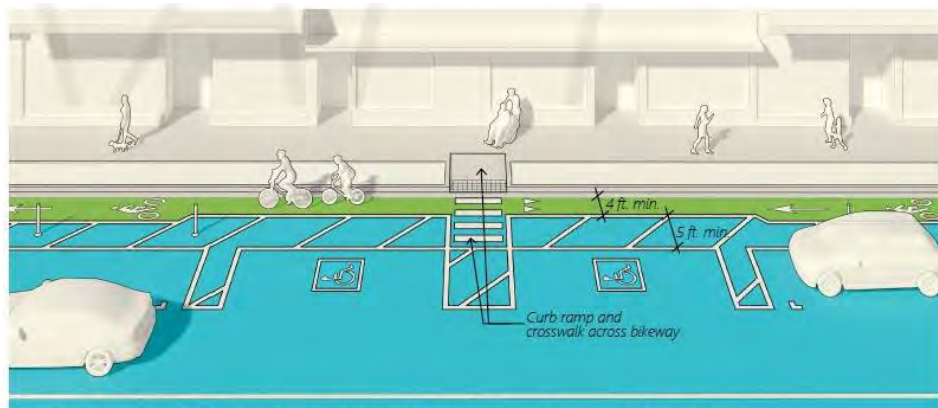 4 ft. min.
5 ft. min.
Curb ramp and
crosswalk across bikeway